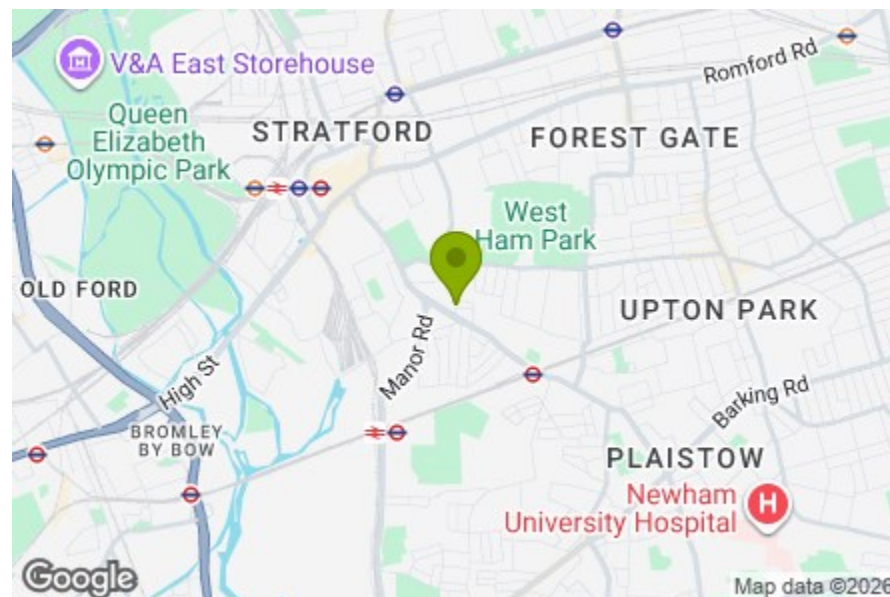 V&A East Storehouse
Romford Rd
Queen
Elizabeth
Olympic Park
STRATFORD
FOREST GATE
West
Ham Park
OLD FORD
UPTON PARK
Manor Rd
High St
Barking Rd
BROMLEY
BY BOW
PLAISTOW
Newham
University Hospital
H
Google
Map data ©2026